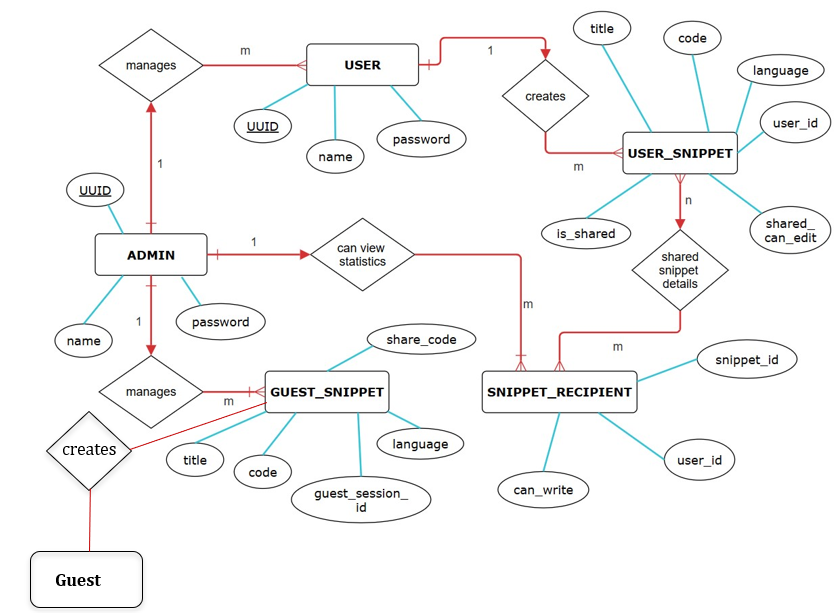 title
code
manages
m
USER
1
language
creates
user_id
UUID
password
name
USER_SNIPPET
m
1
UUID
n
is_shared
shared_
can_edit
ADMIN
1
can view
statistics
shared
snippet
details
m
name
password
1
share_code
m
snippet_id
manages
m
GUEST_SNIPPET
SNIPPET_RECIPIENT
creates
title
code
language
user_id
guest_session_
id
can_write
Guest